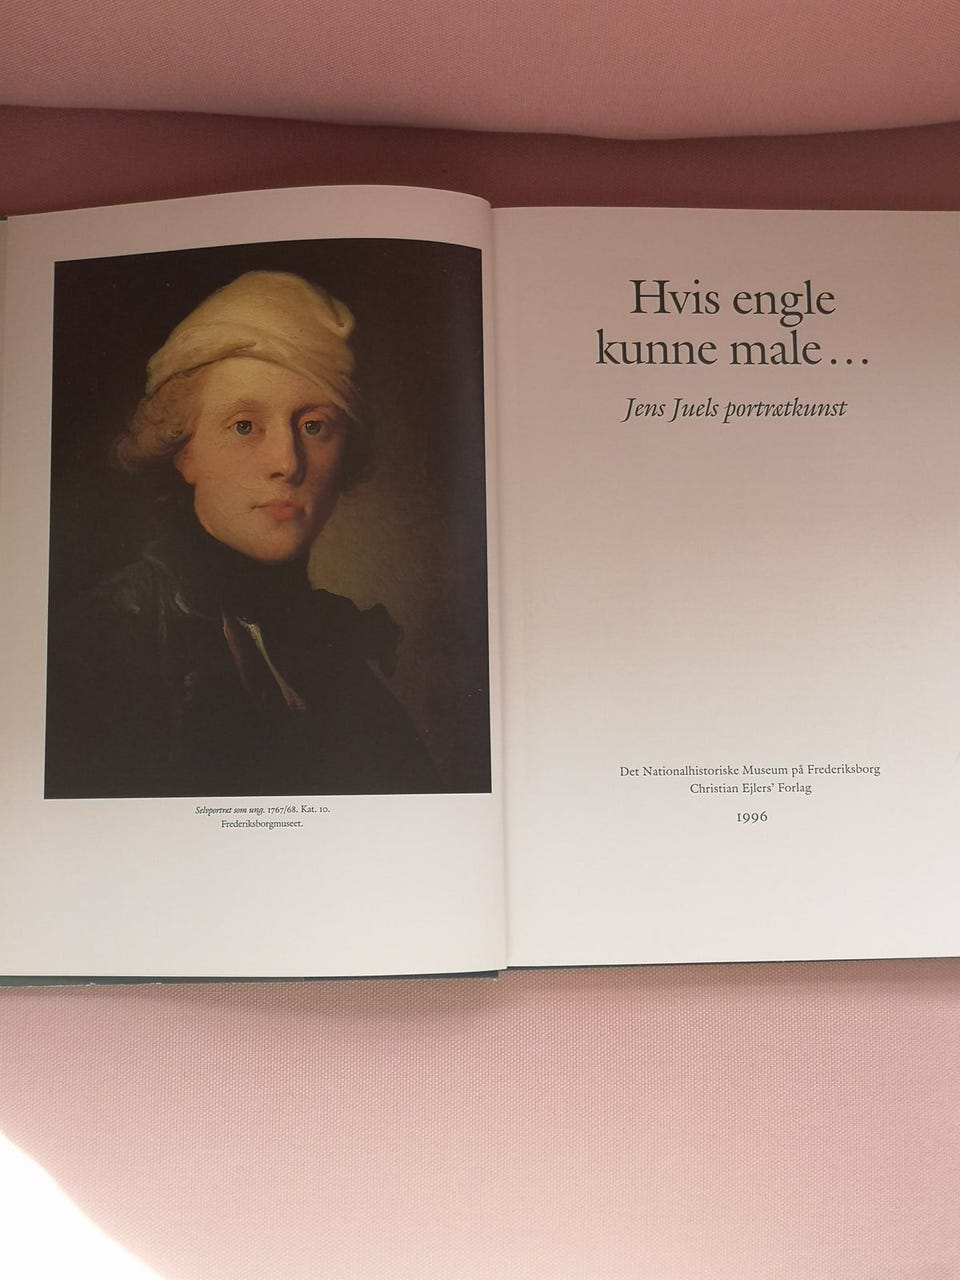 Selvportræt som ung. 1767/68. Kat. 10.
Frederiksborgmuseet.
Hvis engle
kunne male...
Jens Juels portrætkunst
Det Nationalhistoriske Museum på Frederiksborg
Christian Ejlers' Forlag
1996